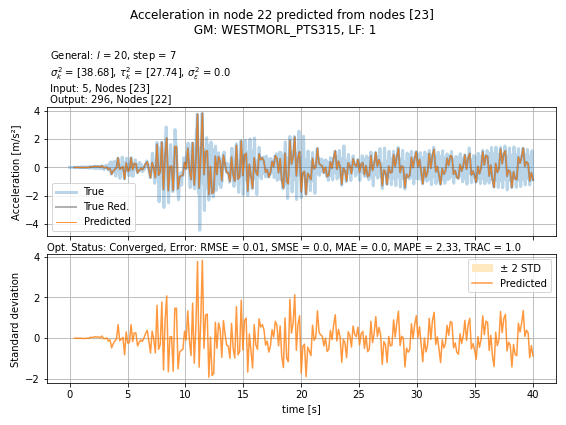 Acceleration in node 22 predicted from nodes [23]
GM: WESTMORL_PTS315, LF: 1
General: l = 20, step = 7
σ²ₖ = [38.68], τ²ₖ = [27.74], σ²ε = 0.0
Input: 5, Nodes [23]
Output: 296, Nodes [22]
Acceleration [m/s²]
4
2
0
−2
−4
True
True Red.
Predicted
Opt. Status: Converged, Error: RMSE = 0.01, SMSE = 0.0, MAE = 0.0, MAPE = 2.33, TRAC = 1.0
Standard deviation
4
2
0
−2
± 2 STD
Predicted
0 5 10 15 20 25 30 35 40
time [s]